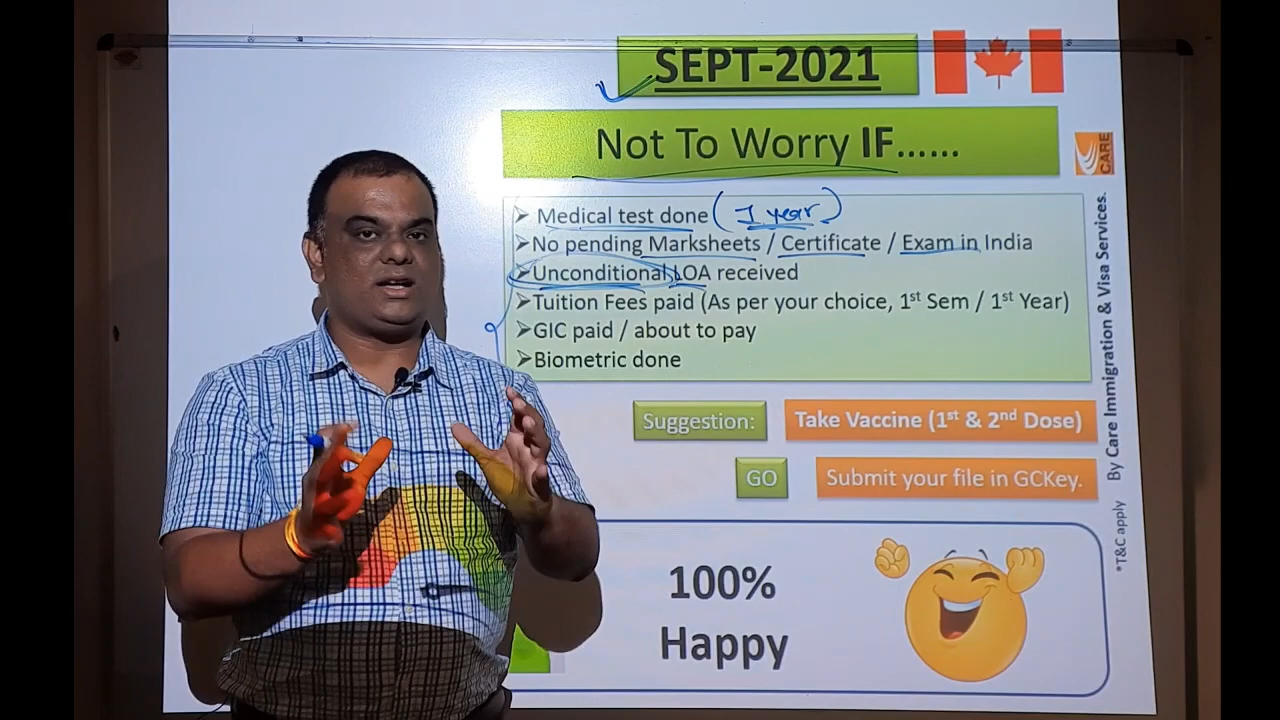 SEPT-2021
Not To Worry IF......
CARE
➢ Medical test done (1 year)
➢ No pending Marksheets / Certificate / Exam in India
➢ Unconditional LOA received
➢ Tuition Fees paid (As per your choice, 1st Sem / 1st Year)
➢ GIC paid / about to pay
➢ Biometric done
Suggestion: Take Vaccine (1st & 2nd Dose)
GO Submit your file in GCKey.
100%
Happy
By Care Immigration & Visa Services.
*T&C apply